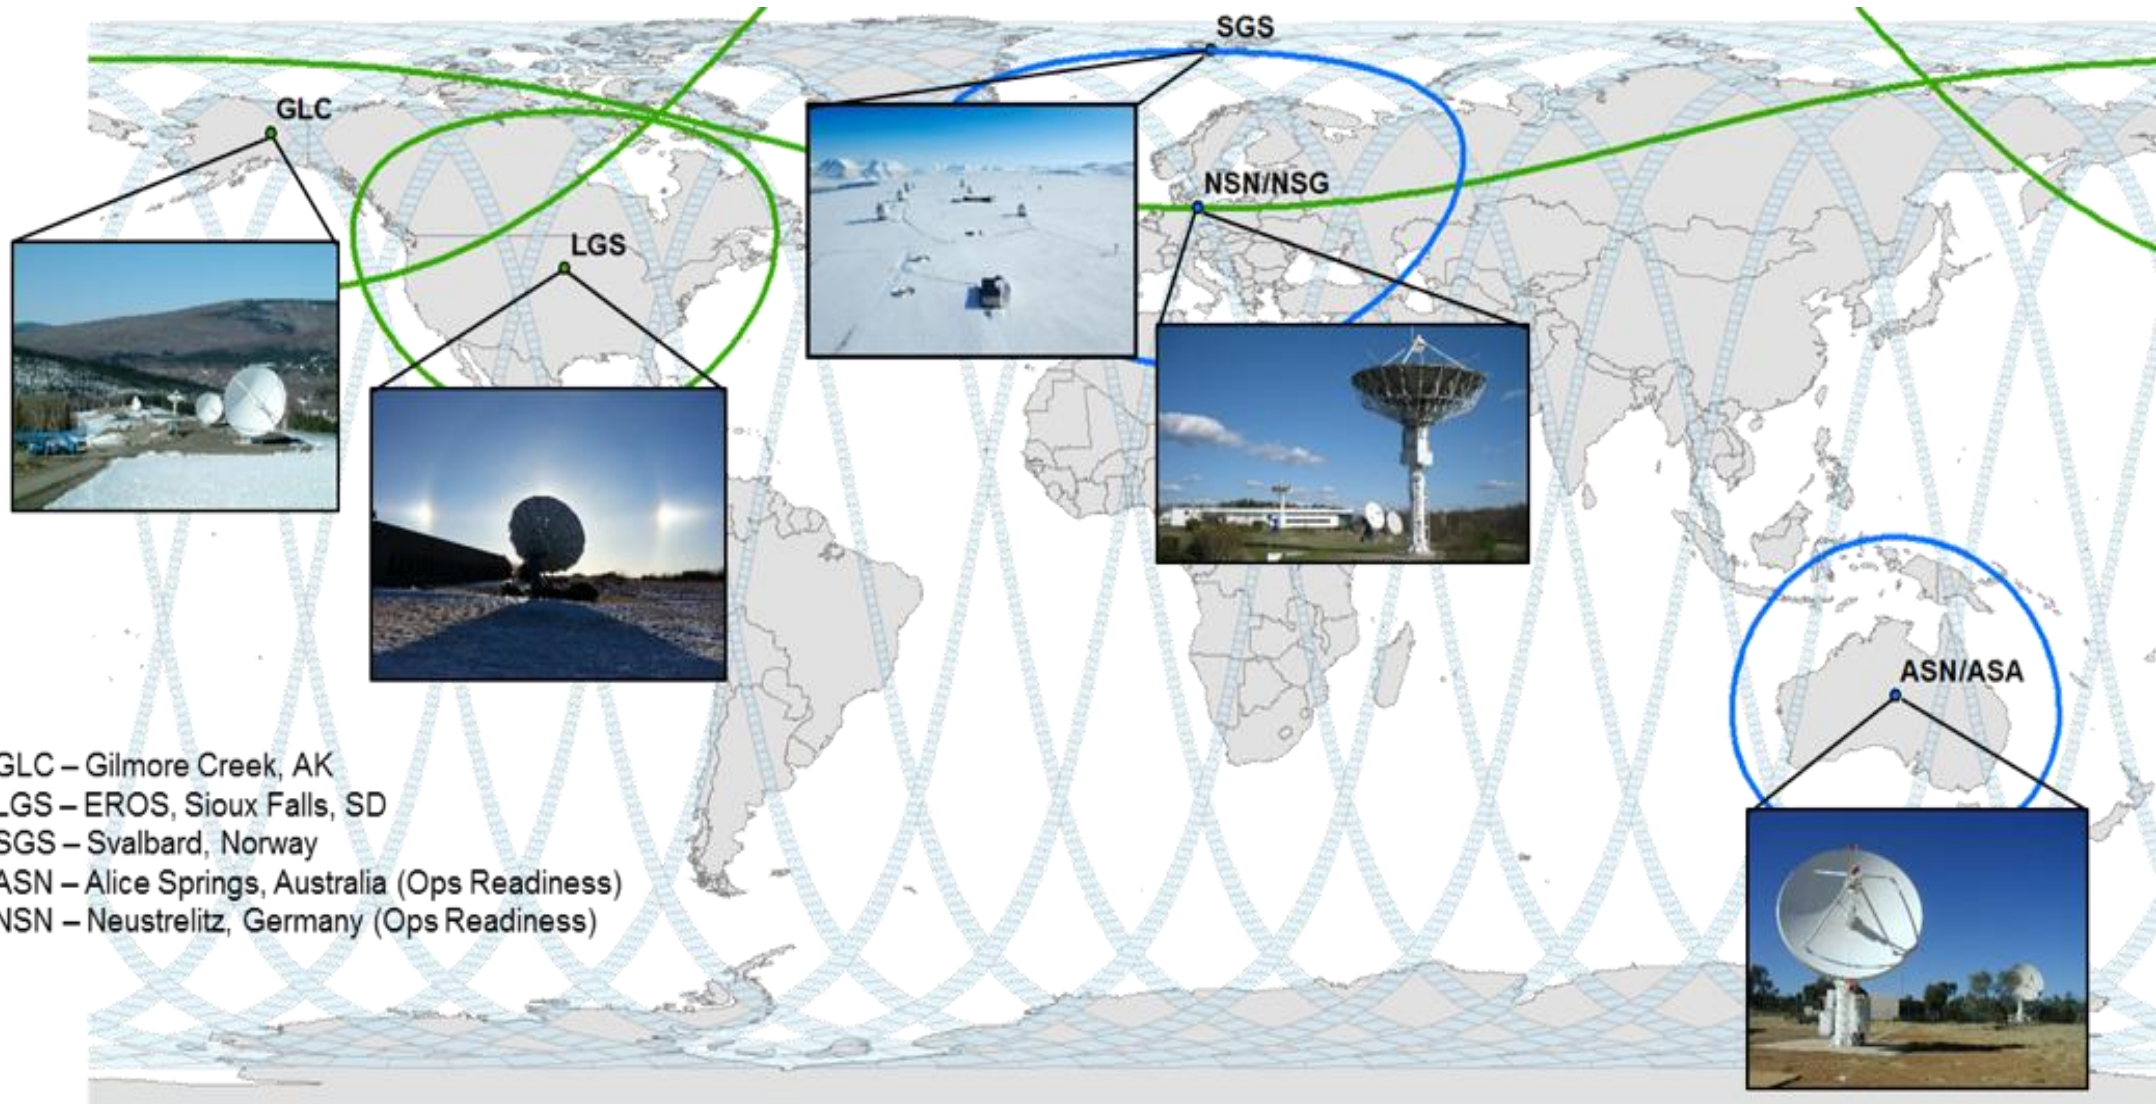 SGS
GLC
NSN/NSG
LGS
ASN/ASA
GLC – Gilmore Creek, AK
LGS – EROS, Sioux Falls, SD
SGS – Svalbard, Norway
ASN – Alice Springs, Australia (Ops Readiness)
NSN – Neustrelitz, Germany (Ops Readiness)